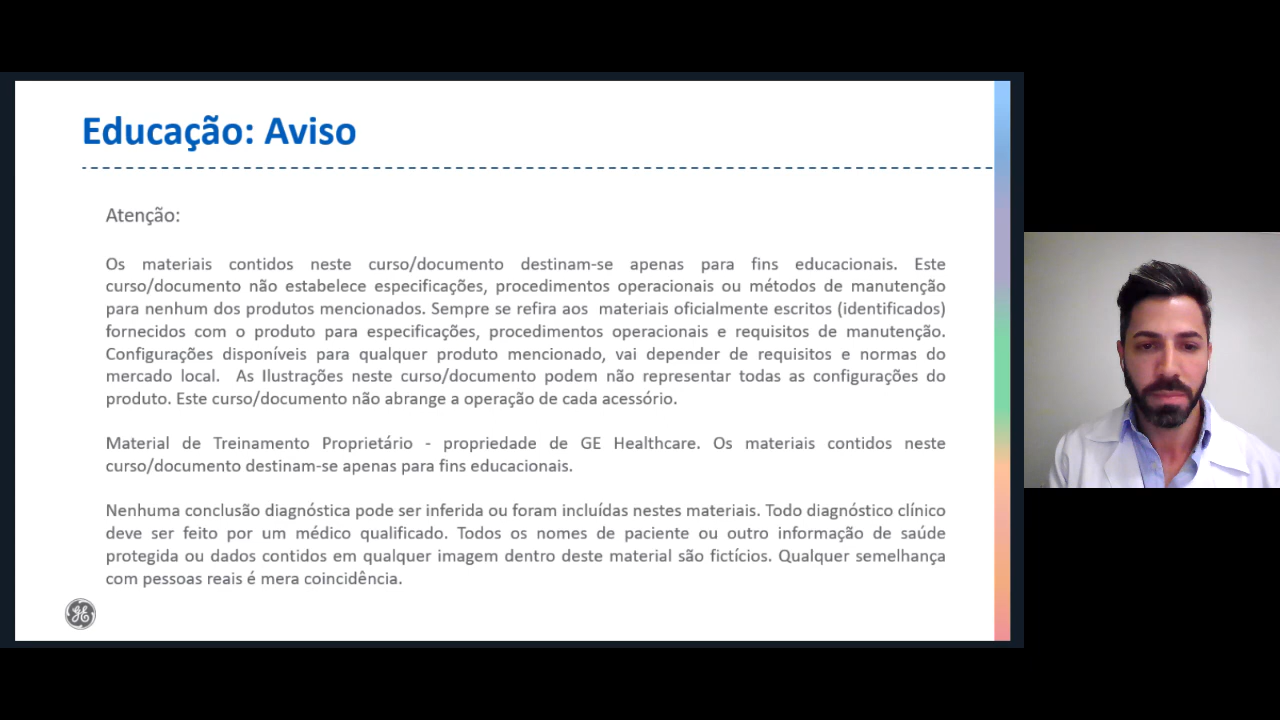 Educação: Aviso
Atenção:
Os materiais contidos neste curso/documento destinam-se apenas para fins educacionais. Este
curso/documento não estabelece especificações, procedimentos operacionais ou métodos de manutenção
para nenhum dos produtos mencionados. Sempre se refira aos materiais oficialmente escritos (identificados)
fornecidos com o produto para especificações, procedimentos operacionais e requisitos de manutenção.
Configurações disponíveis para qualquer produto mencionado, vai depender de requisitos e normas do
mercado local. As Ilustrações neste curso/documento podem não representar todas as configurações do
produto. Este curso/documento não abrange a operação de cada acessório.
Material de Treinamento Proprietário - propriedade de GE Healthcare. Os materiais contidos neste
curso/documento destinam-se apenas para fins educacionais.
Nenhuma conclusão diagnóstica pode ser inferida ou foram incluídas nestes materiais. Todo diagnóstico clínico
deve ser feito por um médico qualificado. Todos os nomes de paciente ou outro informação de saúde
protegida ou dados contidos em qualquer imagem dentro deste material são fictícios. Qualquer semelhança
com pessoas reais é mera coincidência.
GE